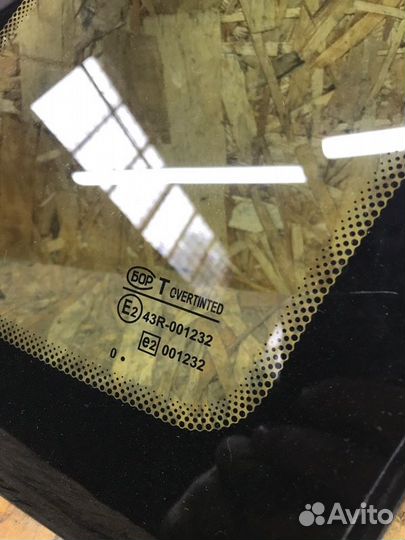 БОР T OVERTINTED
E2 43R-001232
e2 001232
0 .
Avito